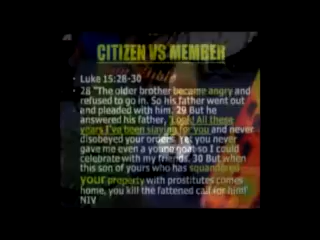 CITIZEN VS MEMBER
• Luke 15:28-30
• 28 "The older brother became angry and
refused to go in. So his father went out
and pleaded with him. 29 But he
answered his father, 'Look! All these
years I've been slaving for you and never
disobeyed your orders. Yet you never
gave me even a young goat so I could
celebrate with my friends. 30 But when
this son of yours who has squandered
your property with prostitutes comes
home, you kill the fattened calf for him!'
NIV